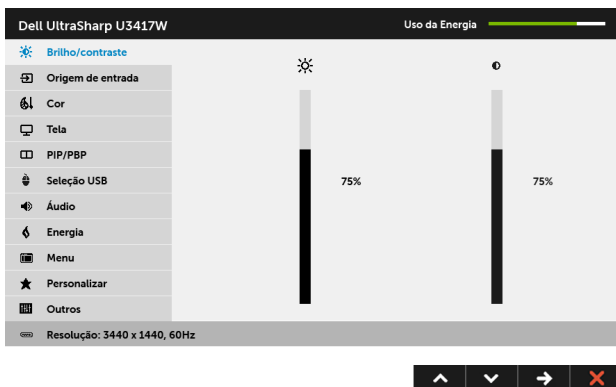 Dell UltraSharp U3417W
Uso da Energia
Brilho/contraste
Origem de entrada
Cor
Tela
PIP/PBP
Seleção USB
Áudio
Energia
Menu
Personalizar
Outros
75%
75%
Resolução: 3440 x 1440, 60Hz